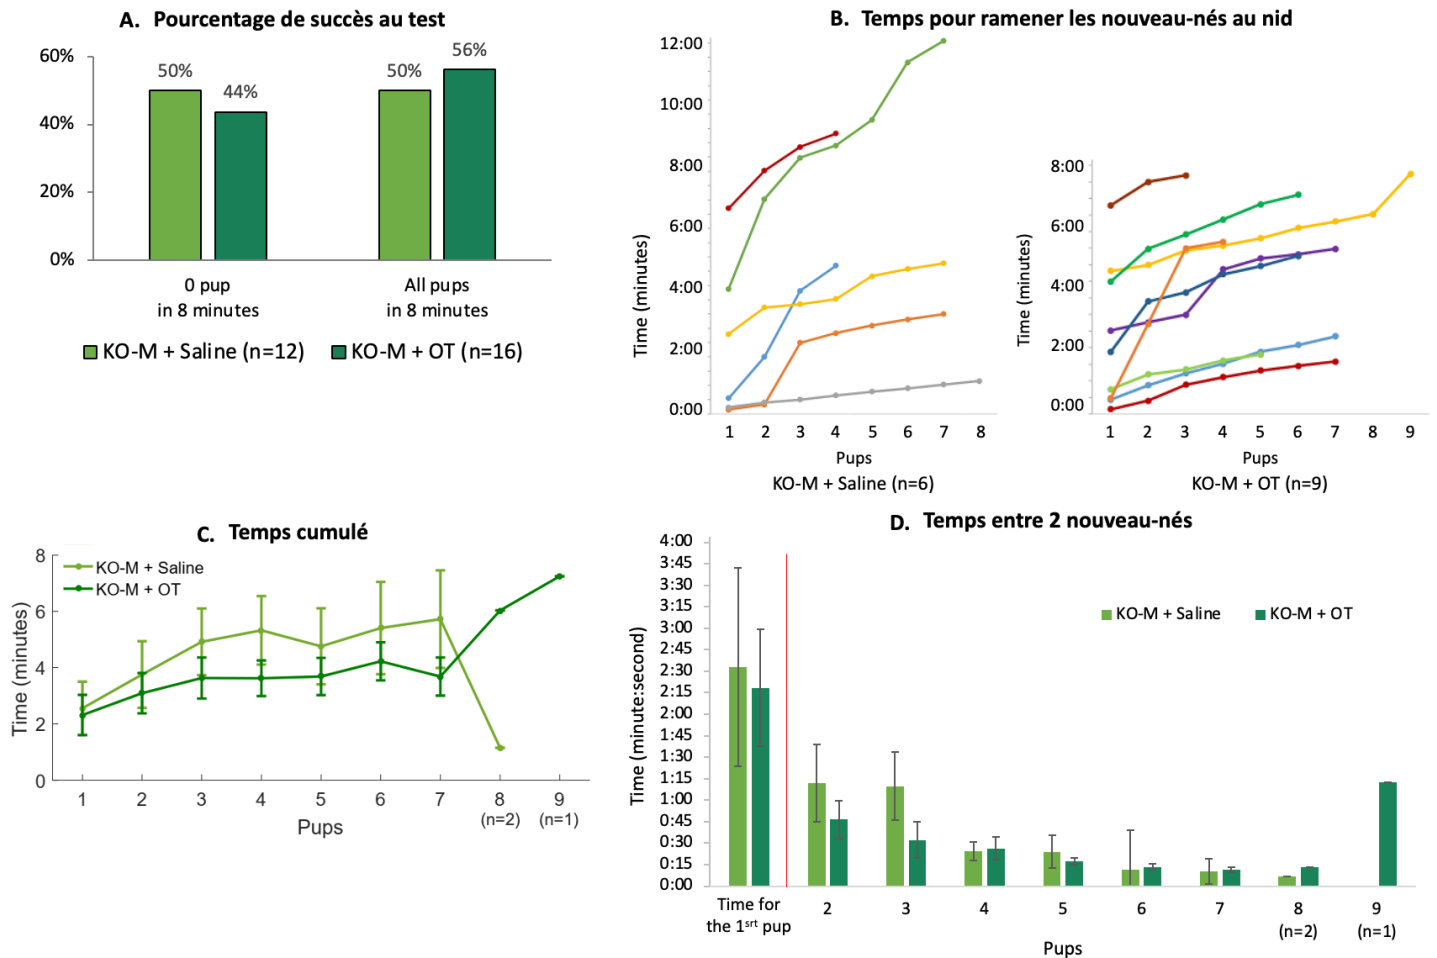 A. Pourcentage de succès au test
60%
40%
20%
0%
50%
44%
50%
56%
0 pup
in 8 minutes
All pups
in 8 minutes
KO-M + Saline (n=12)
KO-M + OT (n=16)
B. Temps pour ramener les nouveau-nés au nid
Time (minutes)
12:00
10:00
8:00
6:00
4:00
2:00
0:00
1 2 3 4 5 6 7 8
Pups
KO-M + Saline (n=6)
Time (minutes)
8:00
6:00
4:00
2:00
0:00
1 2 3 4 5 6 7 8 9
Pups
KO-M + OT (n=9)
C. Temps cumulé
KO-M + Saline
KO-M + OT
Time (minutes)
8
6
4
2
0
1 2 3 4 5 6 7 8 9
(n=2) (n=1)
Pups
D. Temps entre 2 nouveau-nés
Time (minute:second)
4:00
3:45
3:30
3:15
3:00
2:45
2:30
2:15
2:00
1:45
1:30
1:15
1:00
0:45
0:30
0:15
0:00
KO-M + Saline
KO-M + OT
Time for
the 1srt pup
2 3 4 5 6 7 8 9
(n=2) (n=1)
Pups